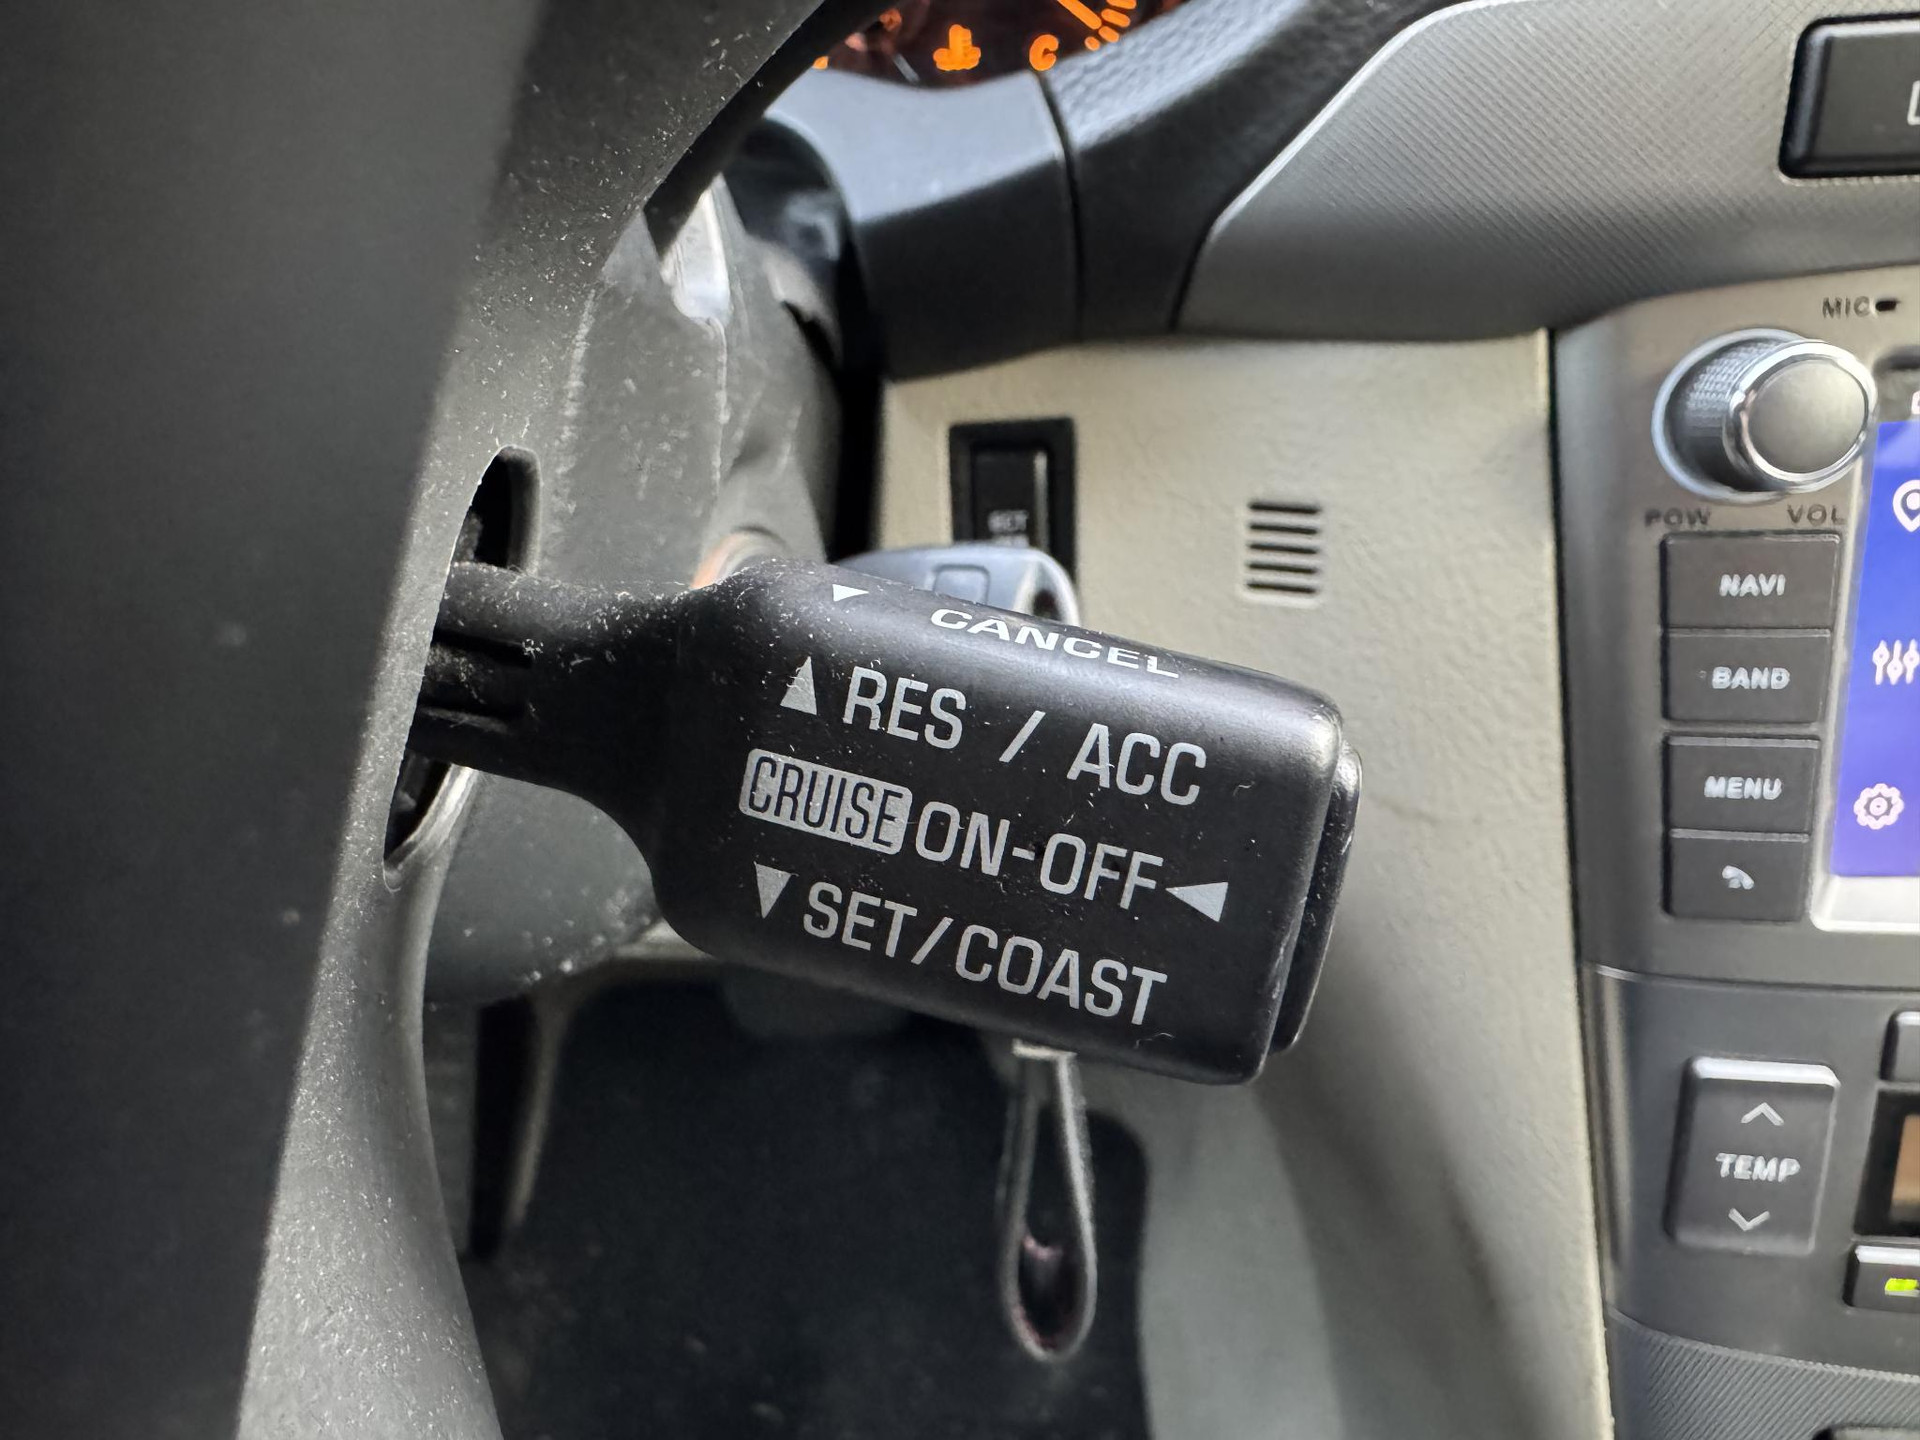 C
MIC
POW VOL
NAVI
BAND
MENU
CANCEL
RES / ACC
CRUISE ON-OFF
SET/COAST
TEMP